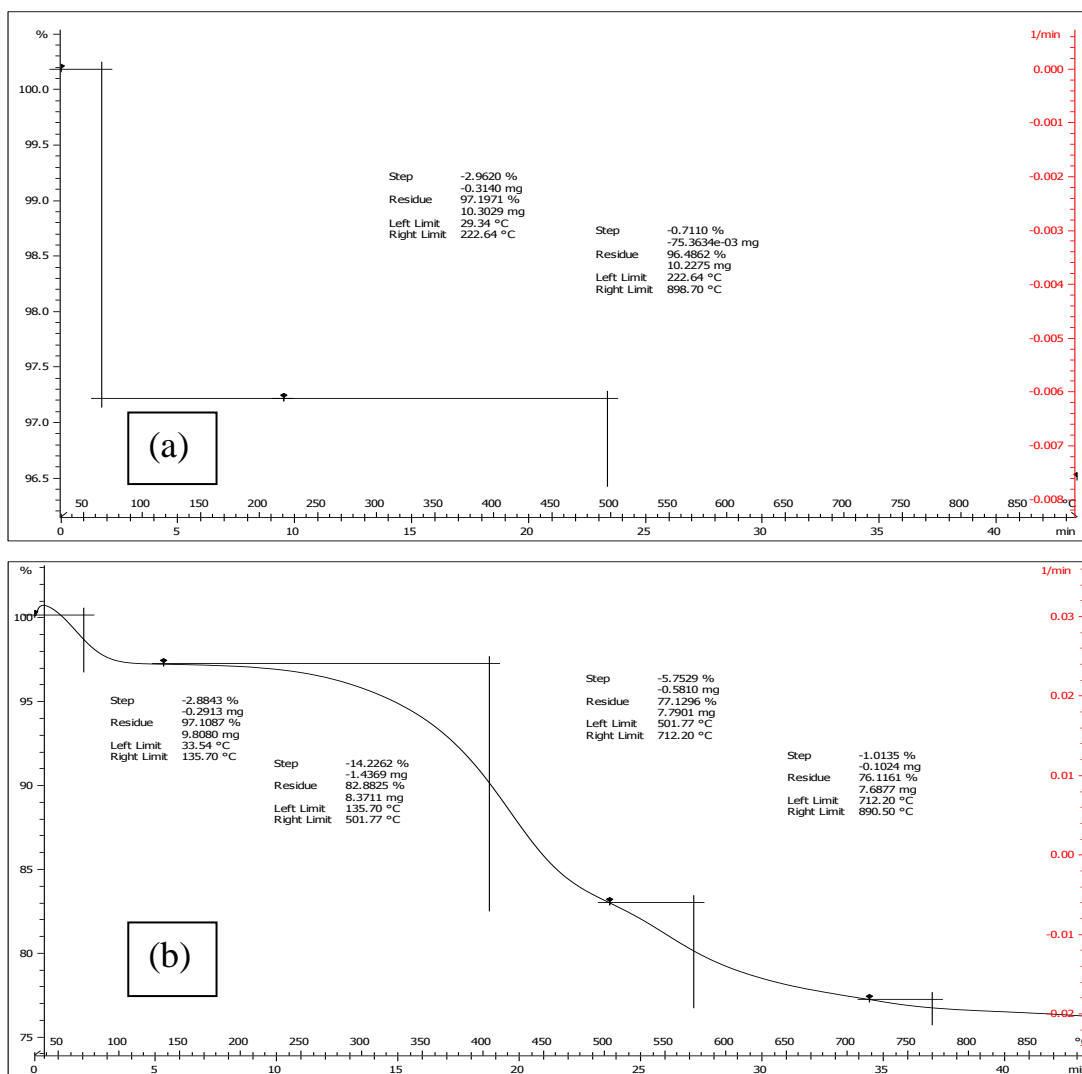 % 1/min
100.0 0.000
99.5 -0.001
99.0 -0.002
98.5 -0.003
98.0 -0.004
97.5 -0.005
97.0 -0.006
96.5 -0.007
-0.008
Step -2.9620 %
-0.3140 mg
Residue 97.1971 %
10.3029 mg
Left Limit 29.34 °C
Right Limit 222.64 °C
Step -0.7110 %
-75.3634e-03 mg
Residue 96.4862 %
10.2275 mg
Left Limit 222.64 °C
Right Limit 898.70 °C
(a)
50 100 150 200 250 300 350 400 450 500 550 600 650 700 750 800 850 °C
0 5 10 15 20 25 30 35 40 min
% 1/min
100 0.03
95 0.02
90 0.01
85 0.00
80 -0.01
75 -0.02
Step -2.8843 %
-0.2913 mg
Residue 97.1087 %
9.8080 mg
Left Limit 33.54 °C
Right Limit 135.70 °C
Step -14.2262 %
-1.4369 mg
Residue 82.8825 %
8.3711 mg
Left Limit 135.70 °C
Right Limit 501.77 °C
Step -5.7529 %
-0.5810 mg
Residue 77.1296 %
7.7901 mg
Left Limit 501.77 °C
Right Limit 712.20 °C
Step -1.0135 %
-0.1024 mg
Residue 76.1161 %
7.6877 mg
Left Limit 712.20 °C
Right Limit 890.50 °C
(b)
50 100 150 200 250 300 350 400 450 500 550 600 650 700 750 800 850
0 5 10 15 20 25 30 35 40